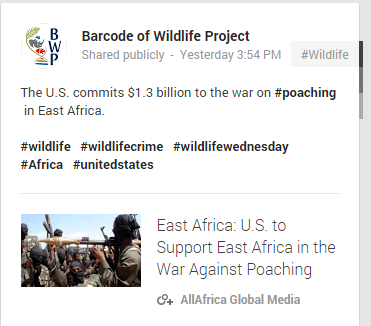 B
W
P
Barcode of Wildlife Project
Shared publicly - Yesterday 3:54 PM
#Wildlife
The U.S. commits $1.3 billion to the war on #poaching
in East Africa.
#wildlife #wildlifecrime #wildlifewednesday
#Africa #unitedstates
East Africa: U.S. to
Support East Africa in the
War Against Poaching
AllAfrica Global Media